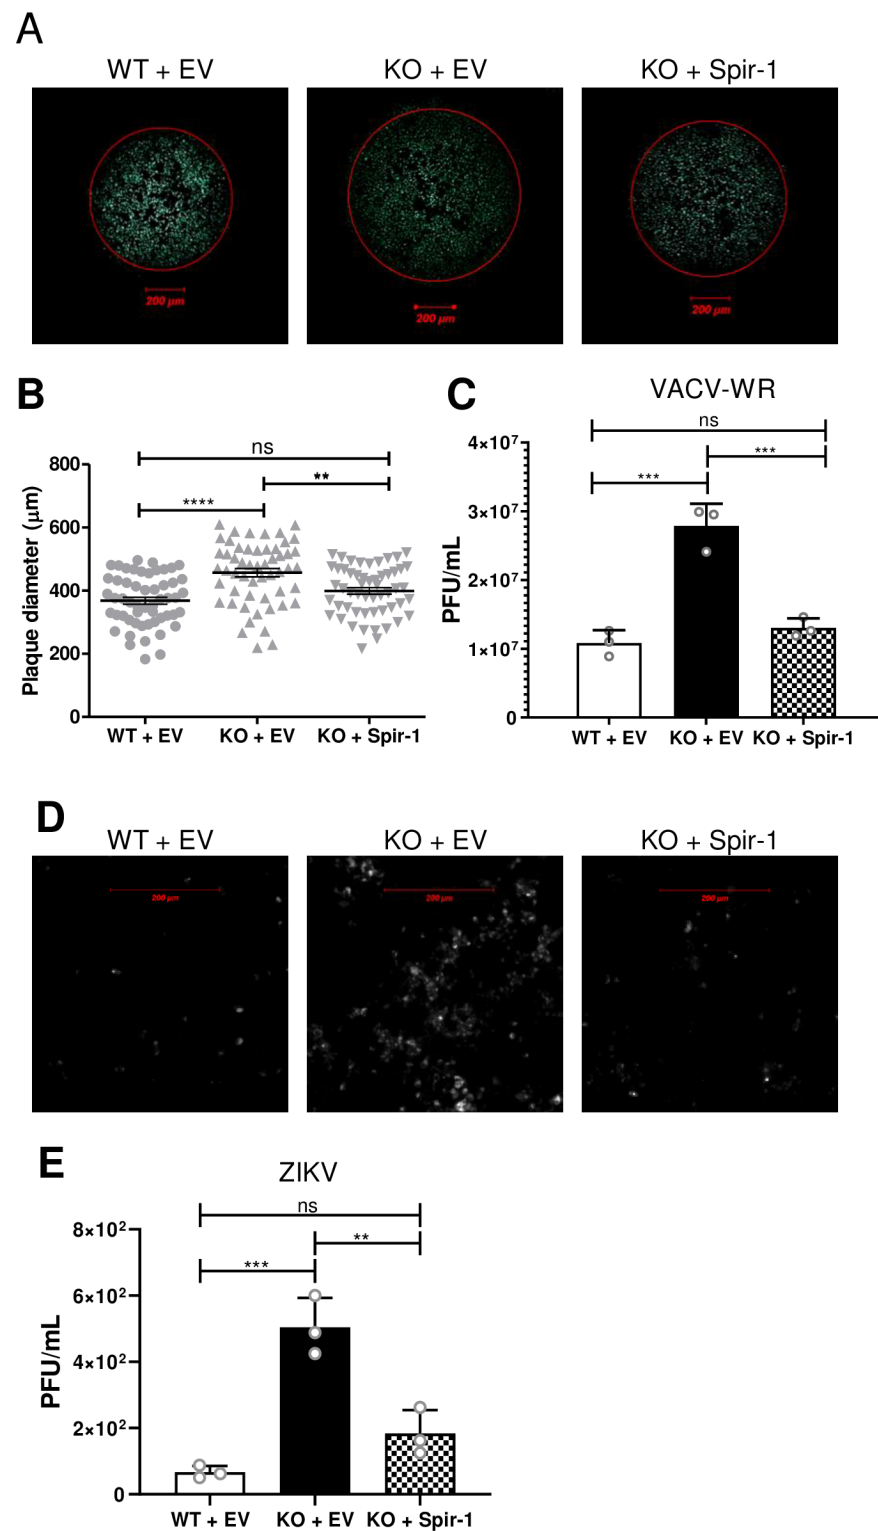 A
WT + EV
KO + EV
KO + Spir-1
200 µm
200 µm
200 µm
B
ns
**
****
Plaque diameter (µm)
800
600
400
200
0
WT + EV
KO + EV
KO + Spir-1
C
VACV-WR
ns
***
***
PFU/mL
4×10⁷
3×10⁷
2×10⁷
1×10⁷
0
WT + EV
KO + EV
KO + Spir-1
D
WT + EV
KO + EV
KO + Spir-1
200 µm
200 µm
200 µm
E
ZIKV
ns
**
***
PFU/mL
8×10²
6×10²
4×10²
2×10²
0
WT + EV
KO + EV
KO + Spir-1